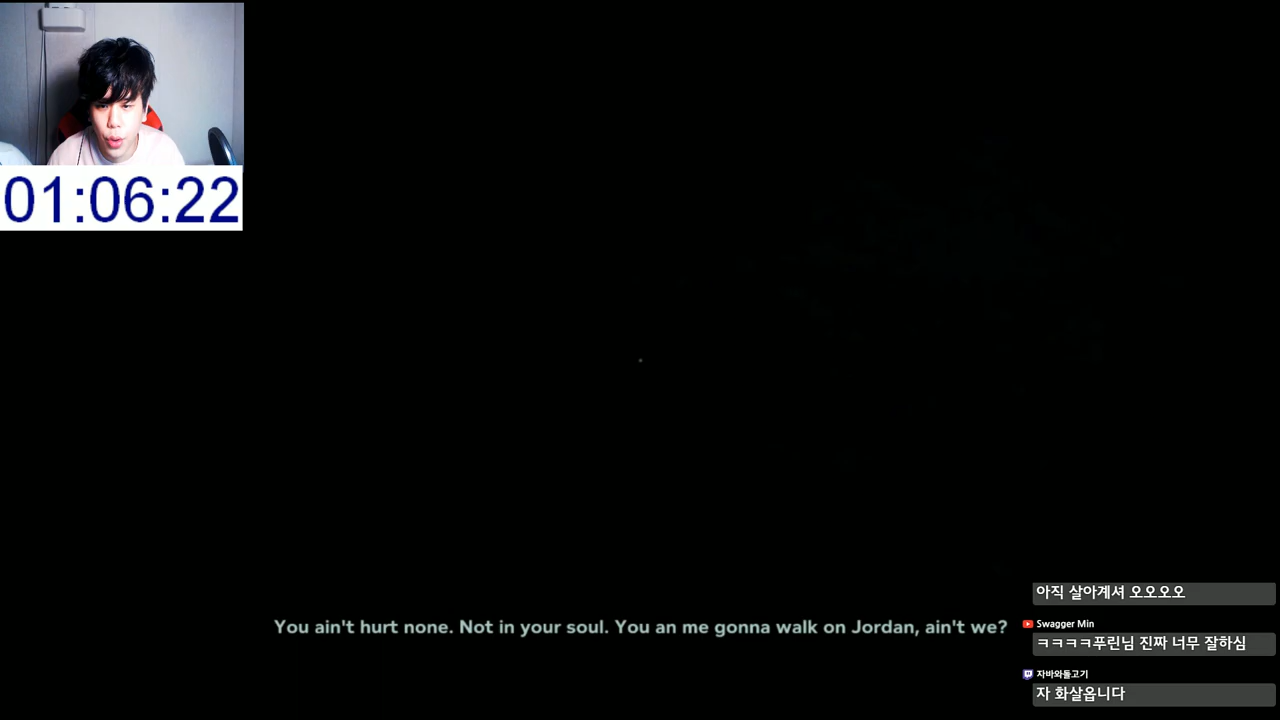 01:06:22
You ain't hurt none. Not in your soul. You an me gonna walk on Jordan, ain't we?
아직 살아계셔 오오오오
Swagger Min
ㅋㅋㅋㅋ푸린님 진짜 너무 잘하심
자바와돌고기
자 화살읍니다